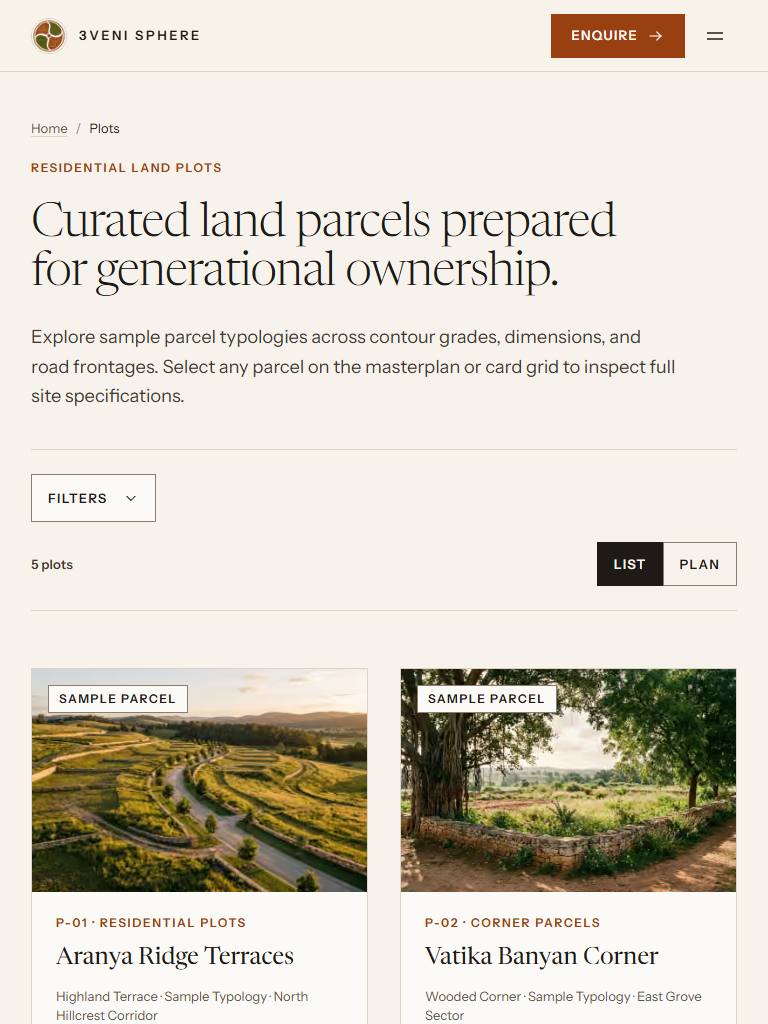 3VENI SPHERE
ENQUIRE
Home / Plots
RESIDENTIAL LAND PLOTS
Curated land parcels prepared
for generational ownership.
Explore sample parcel typologies across contour grades, dimensions, and
road frontages. Select any parcel on the masterplan or card grid to inspect full
site specifications.
FILTERS
5 plots
LIST
PLAN
SAMPLE PARCEL
P-01 · RESIDENTIAL PLOTS
Aranya Ridge Terraces
Highland Terrace · Sample Typology · North
Hillcrest Corridor
SAMPLE PARCEL
P-02 · CORNER PARCELS
Vatika Banyan Corner
Wooded Corner · Sample Typology · East Grove
Sector